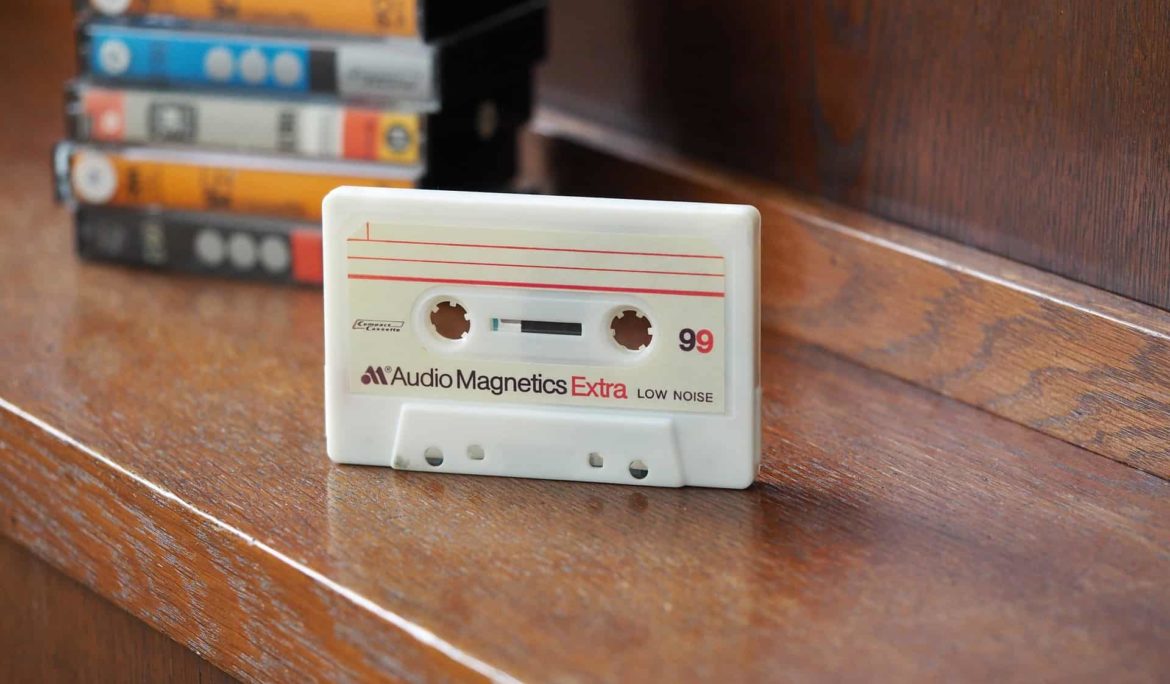 Compact
Cassette
99
®Audio Magnetics Extra
LOW NOISE